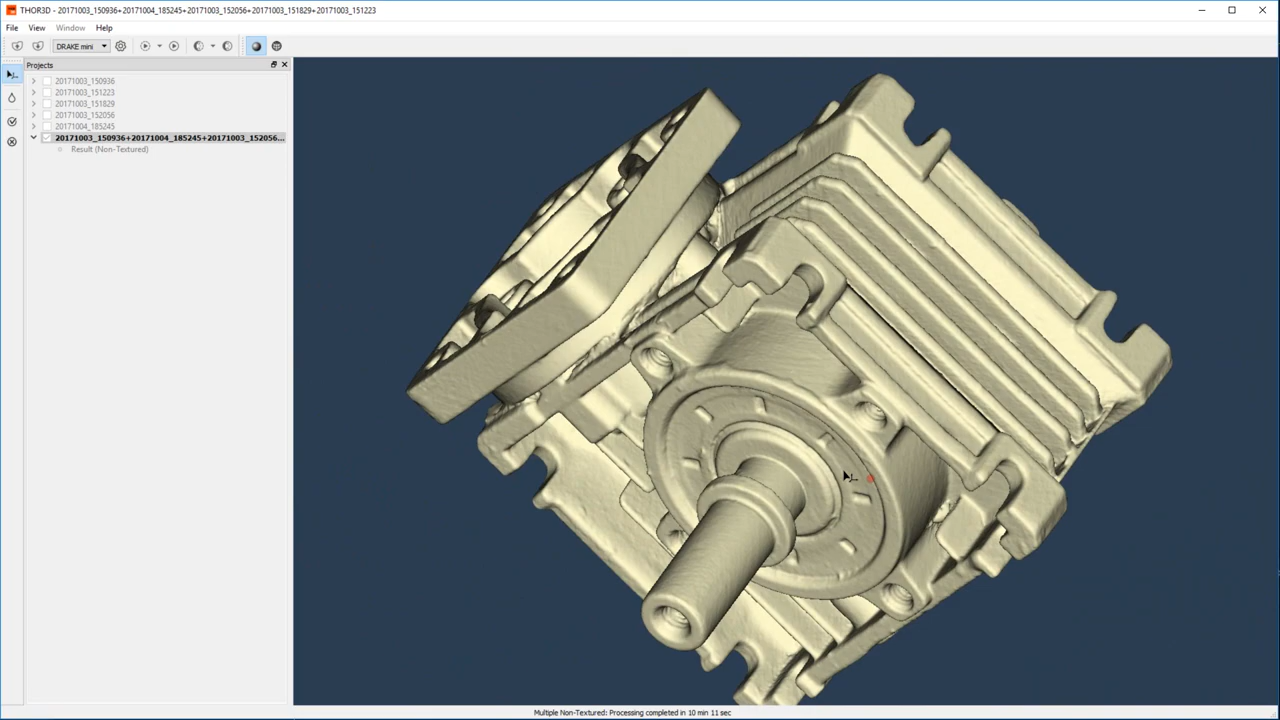 THOR3D - 20171003_150936+20171004_185245+20171003_152056+20171003_151829+20171003_151223
File View Window Help
DRAKE mini
Projects
20171003_150936
20171003_151223
20171003_151829
20171003_152056
20171004_185245
20171003_150936+20171004_185245+20171003_152056...
Result (Non-Textured)
Multiple Non-Textured: Processing completed in 10 min 11 sec